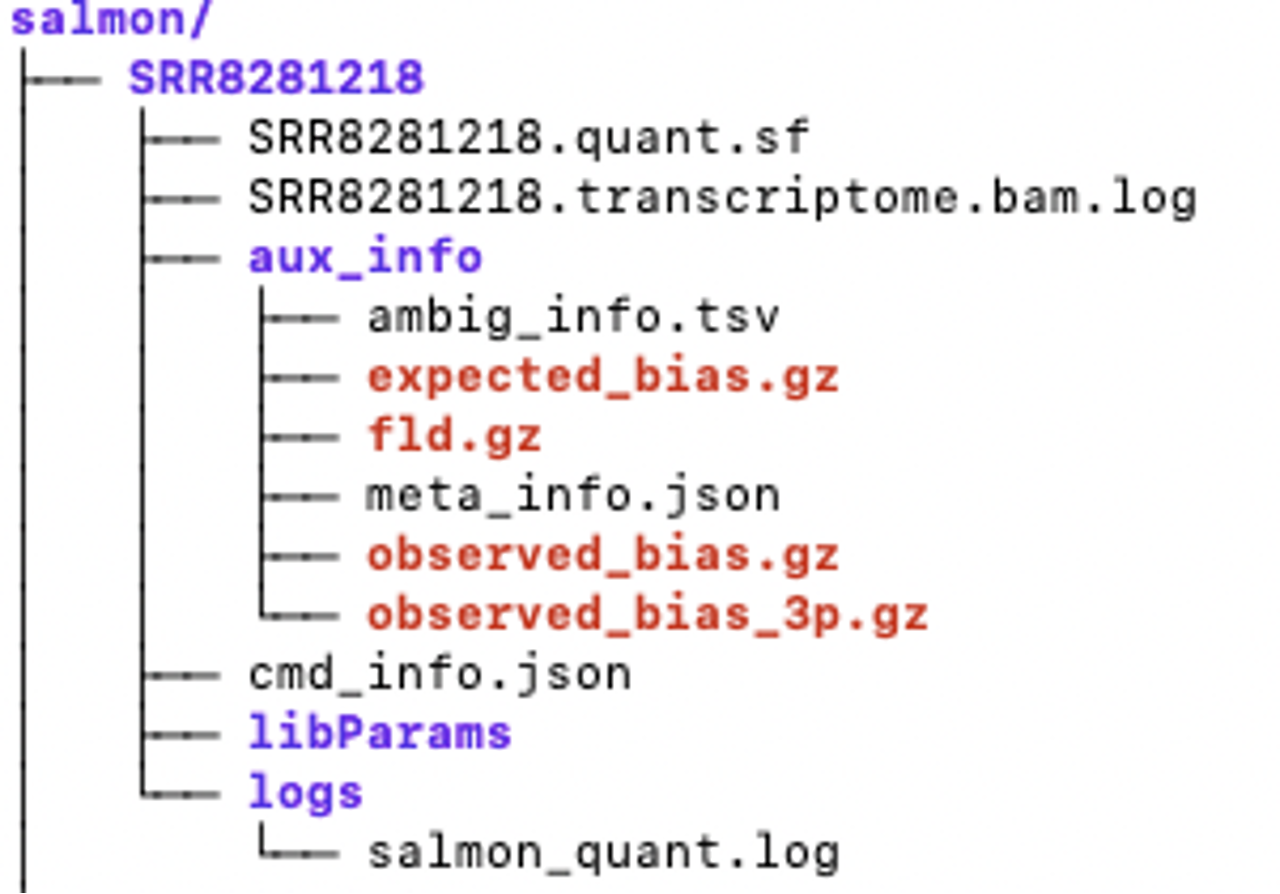 salmon/
SRR8281218
SRR8281218.quant.sf
SRR8281218.transcriptome.bam.log
aux_info
ambig_info.tsv
expected_bias.gz
fld.gz
meta_info.json
observed_bias.gz
observed_bias_3p.gz
cmd_info.json
libParams
logs
salmon_quant.log